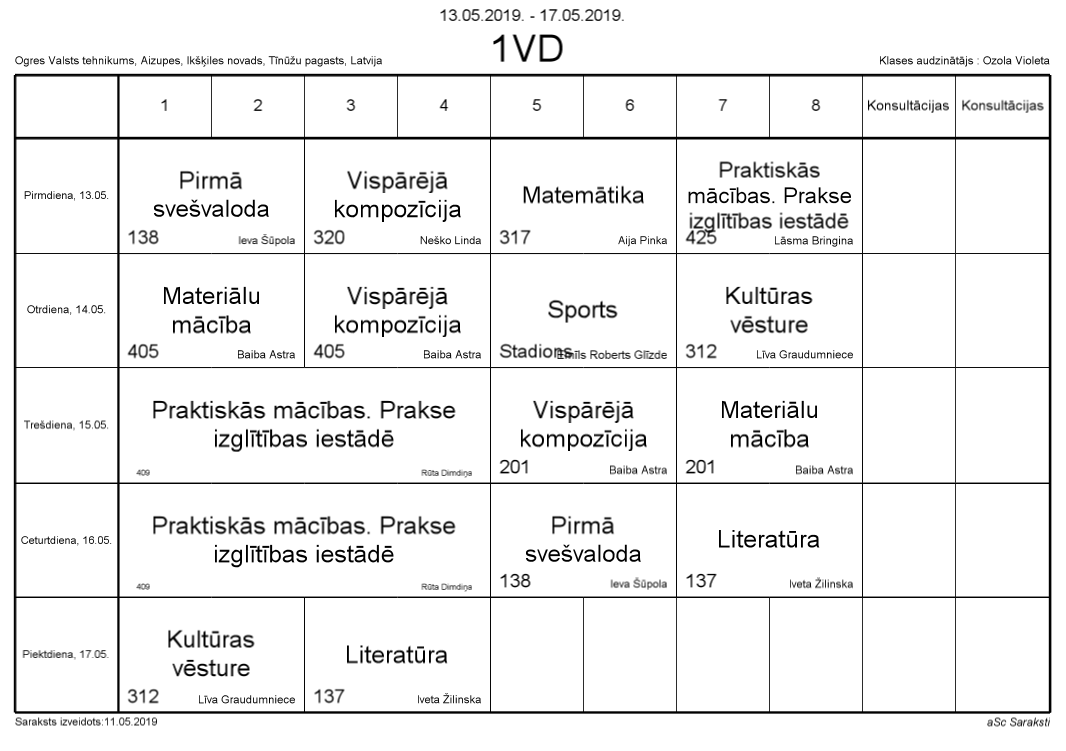 13.05.2019. - 17.05.2019.
1VD
Ogres Valsts tehnikums, Aizupes, Ikšķiles novads, Tīnūžu pagasts, Latvija
Klases audzinātājs : Ozola Violeta
1 2 3 4 5 6 7 8 Konsultācijas Konsultācijas
Pirmdiena, 13.05.
Pirmā
svešvaloda
138 Ieva Šūpola
Vispārējā
kompozīcija
320 Neško Linda
Matemātika
317 Aija Pinka
Praktiskās
mācības. Prakse
izglītības iestādē
425 Lāsma Bringina
Otrdiena, 14.05.
Materiālu
mācība
405 Baiba Astra
Vispārējā
kompozīcija
405 Baiba Astra
Sports
Stadions Emīls Roberts Glīzde
Kultūras
vēsture
312 Līva Graudumniece
Trešdiena, 15.05.
Praktiskās mācības. Prakse
izglītības iestādē
409 Rūta Dimdiņa
Vispārējā
kompozīcija
201 Baiba Astra
Materiālu
mācība
201 Baiba Astra
Ceturtdiena, 16.05.
Praktiskās mācības. Prakse
izglītības iestādē
409 Rūta Dimdiņa
Pirmā
svešvaloda
138 Ieva Šūpola
Literatūra
137 Iveta Žilinska
Piektdiena, 17.05.
Kultūras
vēsture
312 Līva Graudumniece
Literatūra
137 Iveta Žilinska
Saraksts izveidots:11.05.2019
aSc Saraksti